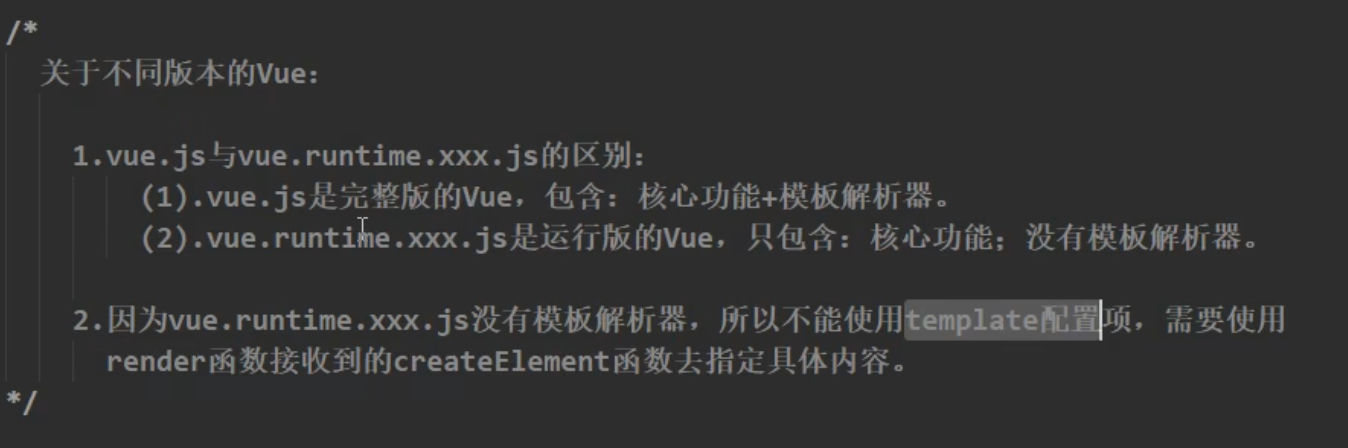 /*
关于不同版本的Vue:
1.vue.js与vue.runtime.xxx.js的区别:
(1).vue.js是完整版的Vue，包含：核心功能+模板解析器。
(2).vue.runtime.xxx.js是运行版的Vue，只包含：核心功能；没有模板解析器。
2.因为vue.runtime.xxx.js没有模板解析器，所以不能使用template配置项，需要使用
render函数接收到的createElement函数去指定具体内容。
*/